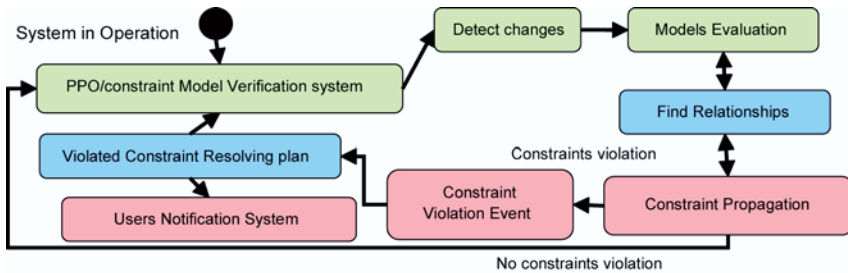 System in Operation
Detect changes
Models Evaluation
PPO/constraint Model Verification system
Find Relationships
Violated Constraint Resolving plan
Constraints violation
Constraint
Violation Event
Constraint Propagation
Users Notification System
No constraints violation